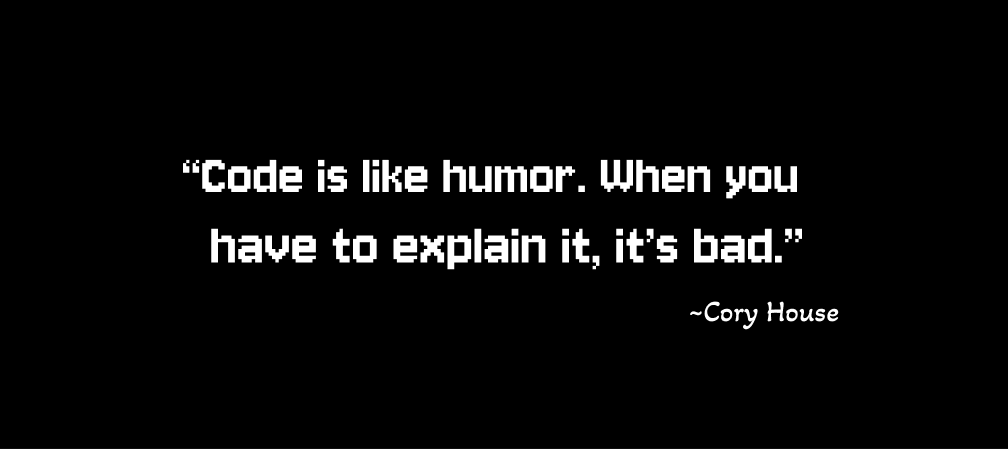 “Code is like humor. When you
have to explain it, it’s bad.”
~Cory House